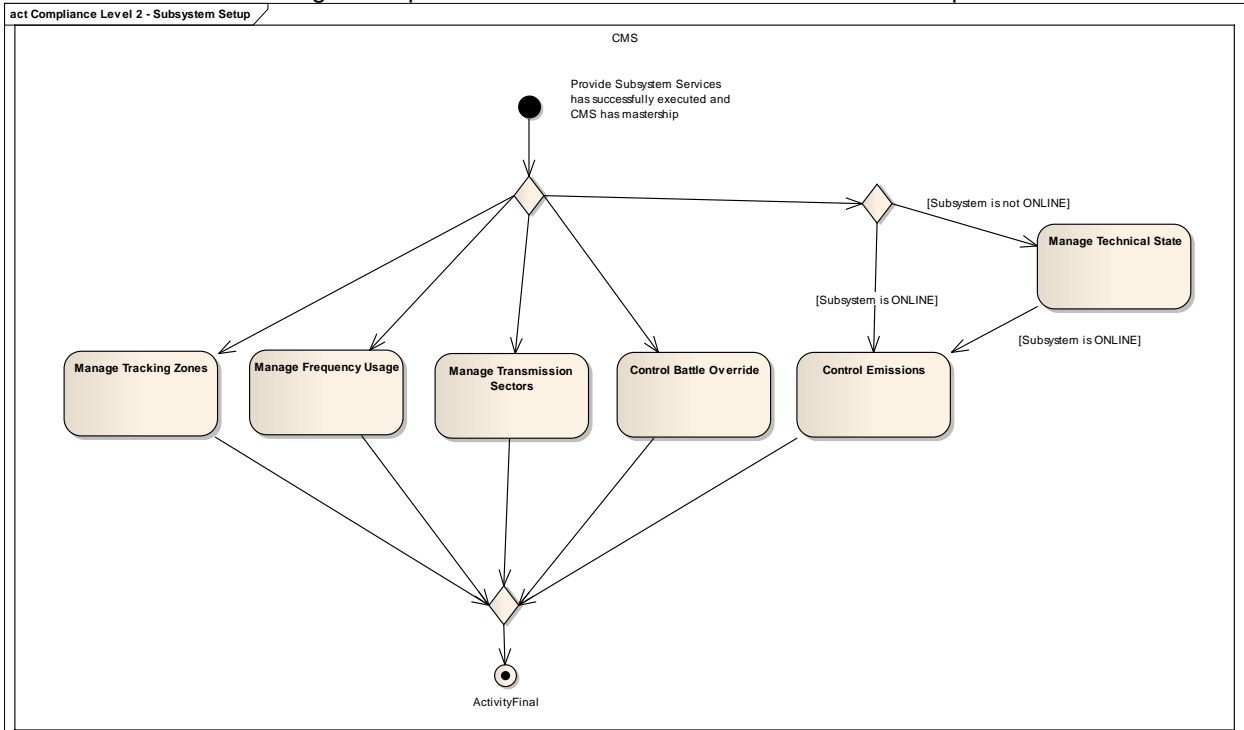 act Compliance Level 2 - Subsystem Setup
CMS
Provide Subsystem Services
has successfully executed and
CMS has mastership
[Subsystem is not ONLINE]
Manage Technical State
[Subsystem is ONLINE]
[Subsystem is ONLINE]
Manage Tracking Zones
Manage Frequency Usage
Manage Transmission
Sectors
Control Battle Override
Control Emissions
ActivityFinal